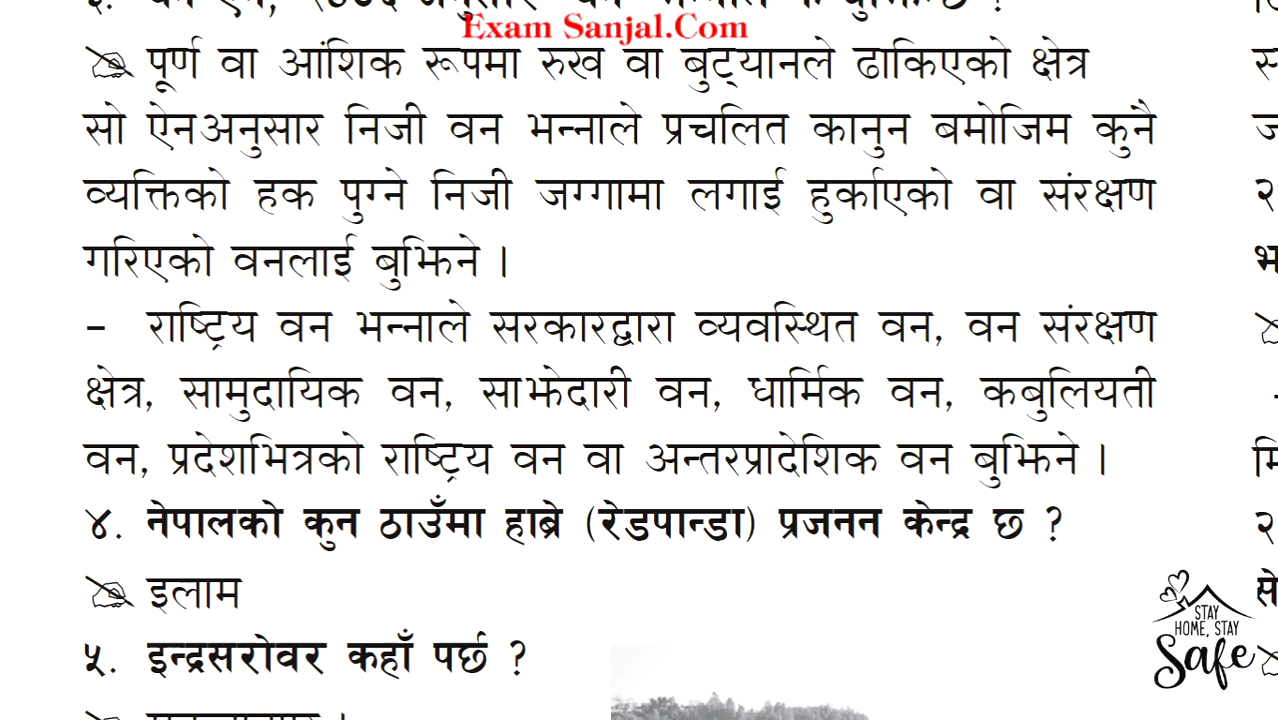 Exam Sanjal.Com
पूर्ण वा आंशिक रूपमा रुख वा बुट्यानले ढाकिएको क्षेत्र
सो ऐनअनुसार निजी वन भन्नाले प्रचलित कानुन बमोजिम कुनै
व्यक्तिको हक पुग्ने निजी जग्गामा लगाई हुर्काएको वा संरक्षण
गरिएको वनलाई बुझिने ।
– राष्ट्रिय वन भन्नाले सरकारद्वारा व्यवस्थित वन, वन संरक्षण
क्षेत्र, सामुदायिक वन, साझेदारी वन, धार्मिक वन, कबुलियती
वन, प्रदेशभित्रको राष्ट्रिय वन वा अन्तरप्रादेशिक वन बुझिने ।
४. नेपालको कुन ठाउँमा हाब्रे (रेडपान्डा) प्रजनन केन्द्र छ ?
इलाम
५. इन्द्रसरोवर कहाँ पर्छ ?
STAY
HOME, STAY
Safe